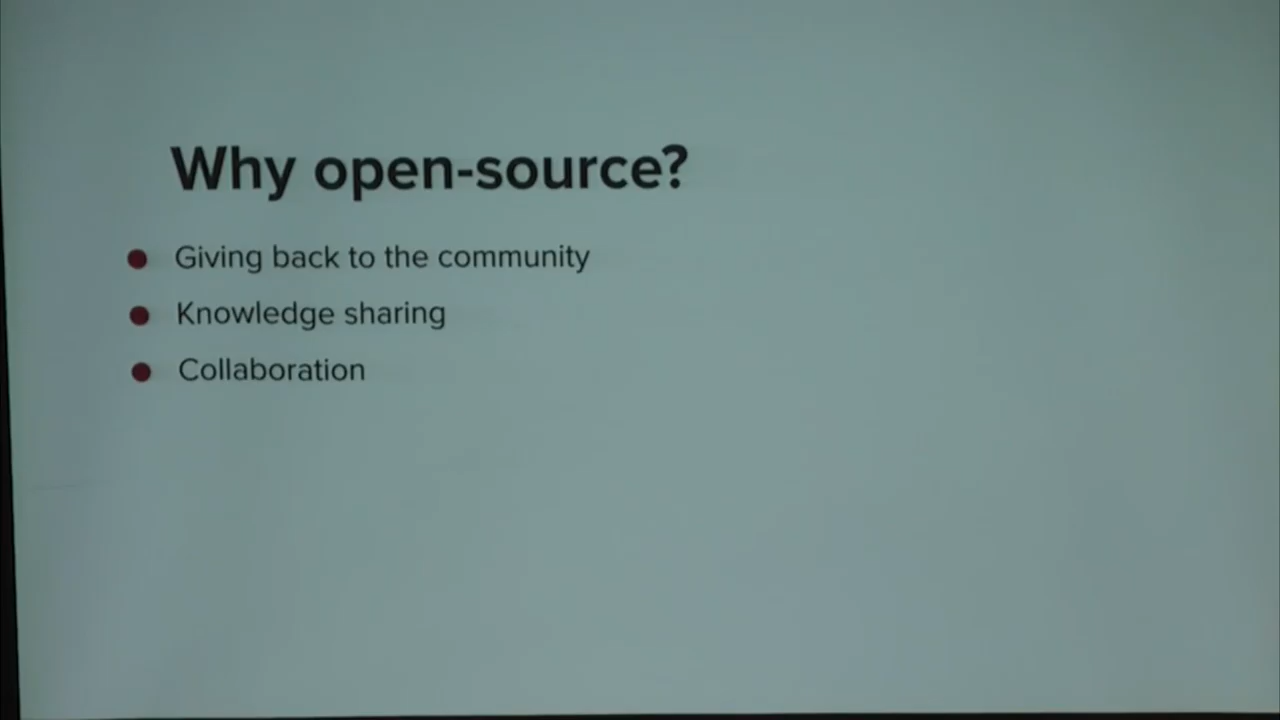 Why open-source?
Giving back to the community
Knowledge sharing
Collaboration